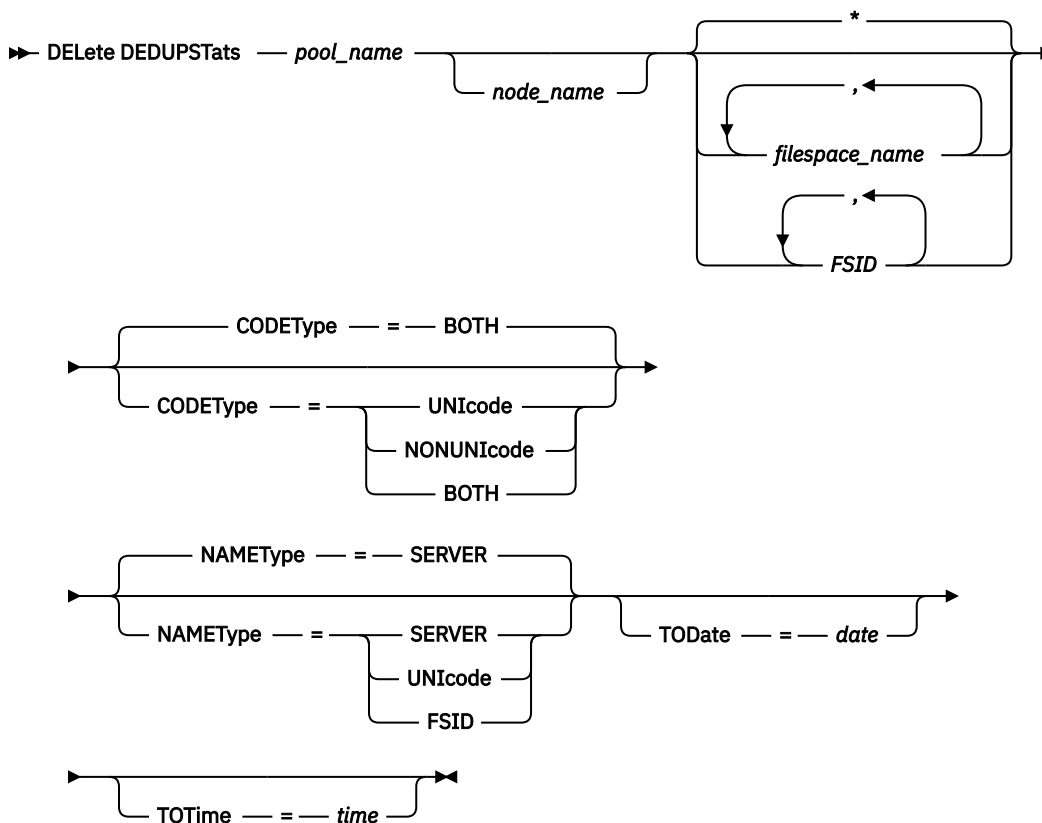 *
DELete DEDUPSTats pool_name
node_name
,
filespace_name
,
FSID
CODEType = BOTH
CODEType = UNIcode
NONUNIcode
BOTH
NAMEType = SERVER
NAMEType = SERVER
UNIcode
FSID
TODate = date
TOTime = time